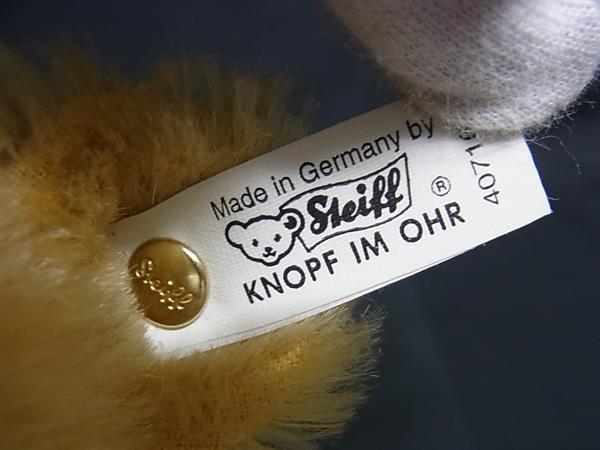 Made in Germany by
Steiff ®
KNOPF IM OHR
Steiff